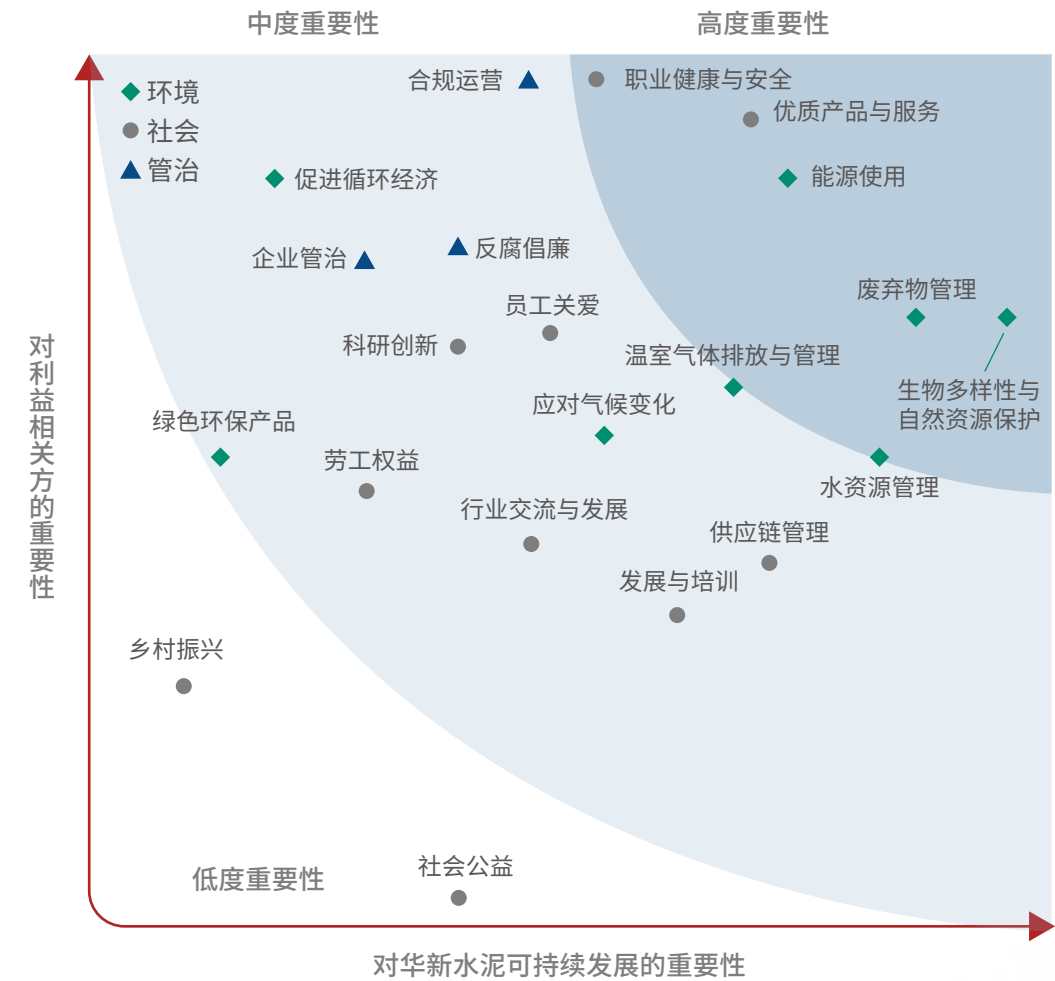 中度重要性
高度重要性
环境
社会
管治
合规运营
职业健康与安全
优质产品与服务
促进循环经济
能源使用
企业管治
反腐倡廉
废弃物管理
员工关爱
科研创新
温室气体排放与管理
生物多样性与
自然资源保护
应对气候变化
绿色环保产品
劳工权益
水资源管理
行业交流与发展
供应链管理
发展与培训
乡村振兴
社会公益
低度重要性
对利益相关方的重要性
对华新水泥可持续发展的重要性